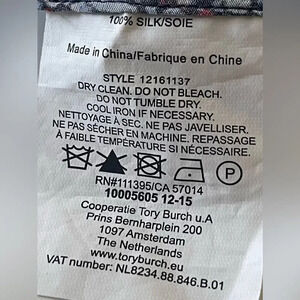 100% SILK/SOIE
Made in China/Fabrique en Chine
STYLE 12161137
DRY CLEAN. DO NOT BLEACH.
DO NOT TUMBLE DRY.
COOL IRON IF NECESSARY.
NETTOYAGE À SEC. NE PAS JAVELLISER.
NE PAS SÉCHER EN MACHINE. REPASSAGE
À FAIBLE TEMPÉRATURE SI NÉCESSAIRE.
P
RN#111395/CA 57014
10005605 12-15
Cooperatie Tory Burch u.A
Prins Bernharplein 200
1097 Amsterdam
The Netherlands
www.toryburch.eu
VAT number: NL8234.88.846.B.01